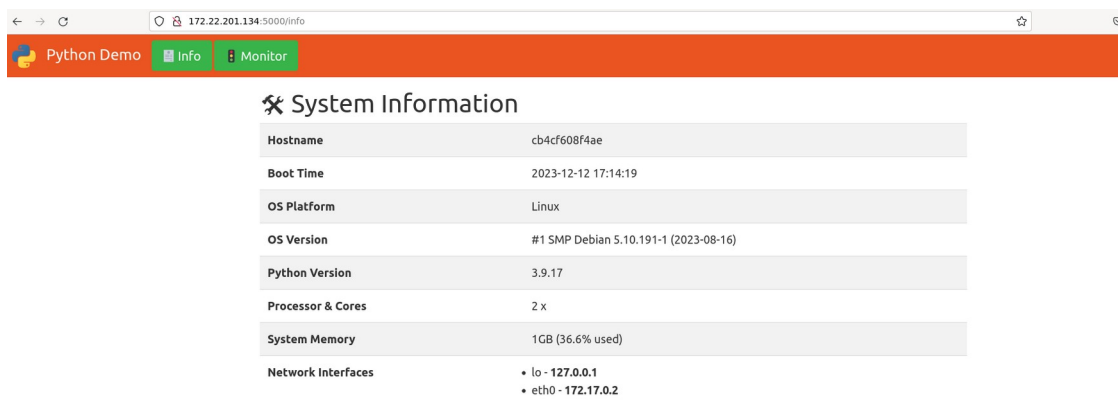 172.22.201.134:5000/info
Python Demo Info Monitor
System Information
Hostname cb4cf608f4ae
Boot Time 2023-12-12 17:14:19
OS Platform Linux
OS Version #1 SMP Debian 5.10.191-1 (2023-08-16)
Python Version 3.9.17
Processor & Cores 2 x
System Memory 1GB (36.6% used)
Network Interfaces • lo - 127.0.0.1
• eth0 - 172.17.0.2